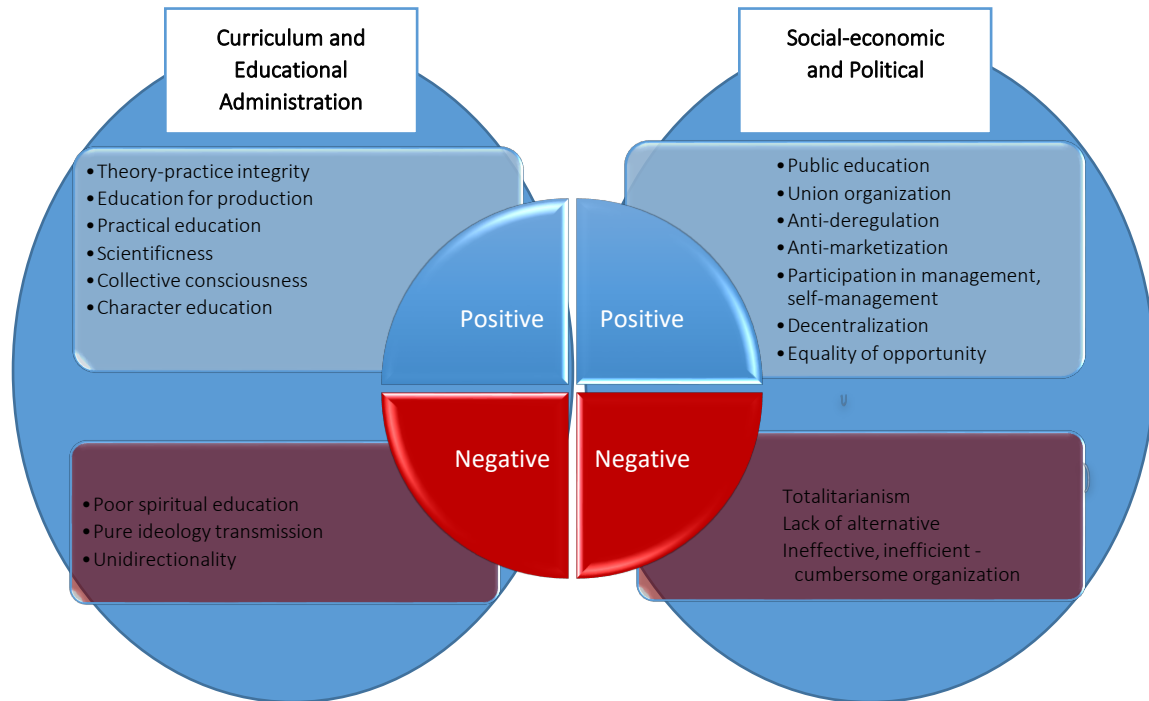 Curriculum and
Educational
Administration
• Theory-practice integrity
• Education for production
• Practical education
• Scientificness
• Collective consciousness
• Character education
Positive
Negative
• Poor spiritual education
• Pure ideology transmission
• Unidirectionality
Social-economic
and Political
• Public education
• Union organization
• Anti-deregulation
• Anti-marketization
• Participation in management,
self-management
• Decentralization
• Equality of opportunity
Positive
Negative
Totalitarianism
Lack of alternative
Ineffective, inefficient -
cumbersome organization